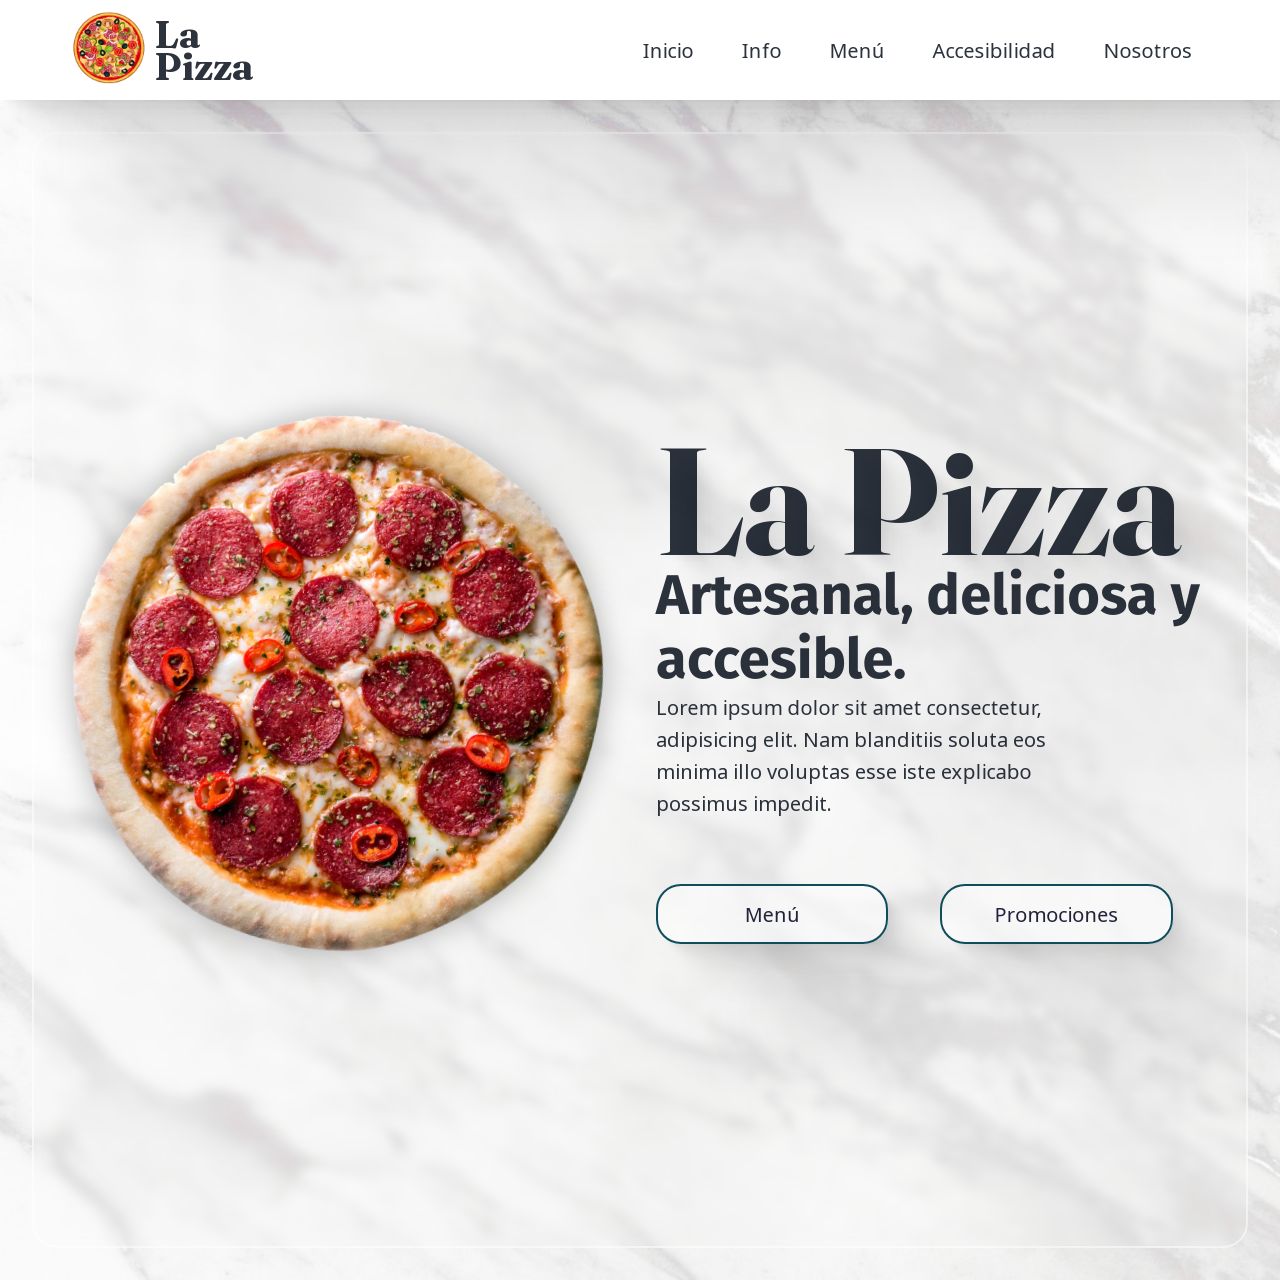 La
Pizza
Inicio Info Menú Accesibilidad Nosotros
La Pizza
Artesanal, deliciosa y
accesible.
Lorem ipsum dolor sit amet consectetur,
adipisicing elit. Nam blanditiis soluta eos
minima illo voluptas esse iste explicabo
possimus impedit.
Menú Promociones